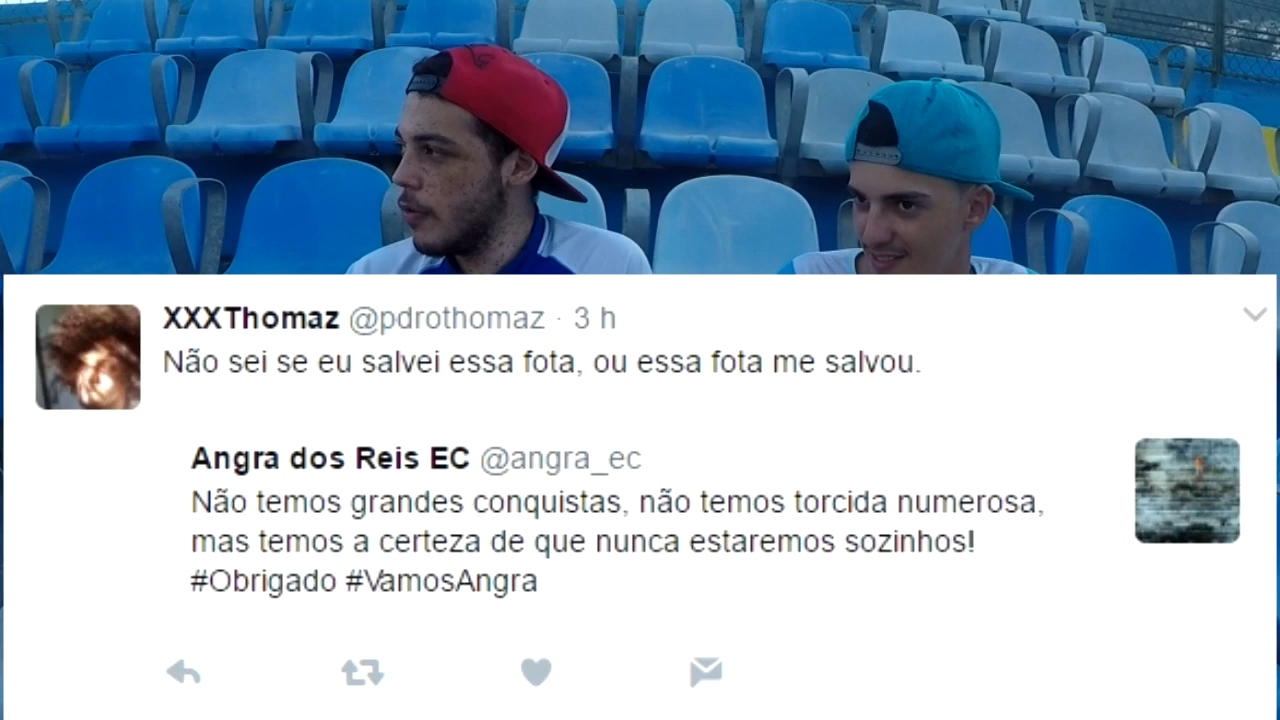 XXXThomaz @pdrothomaz · 3 h
Não sei se eu salvei essa fota, ou essa fota me salvou.
Angra dos Reis EC @angra_ec
Não temos grandes conquistas, não temos torcida numerosa,
mas temos a certeza de que nunca estaremos sozinhos!
#Obrigado #VamosAngra